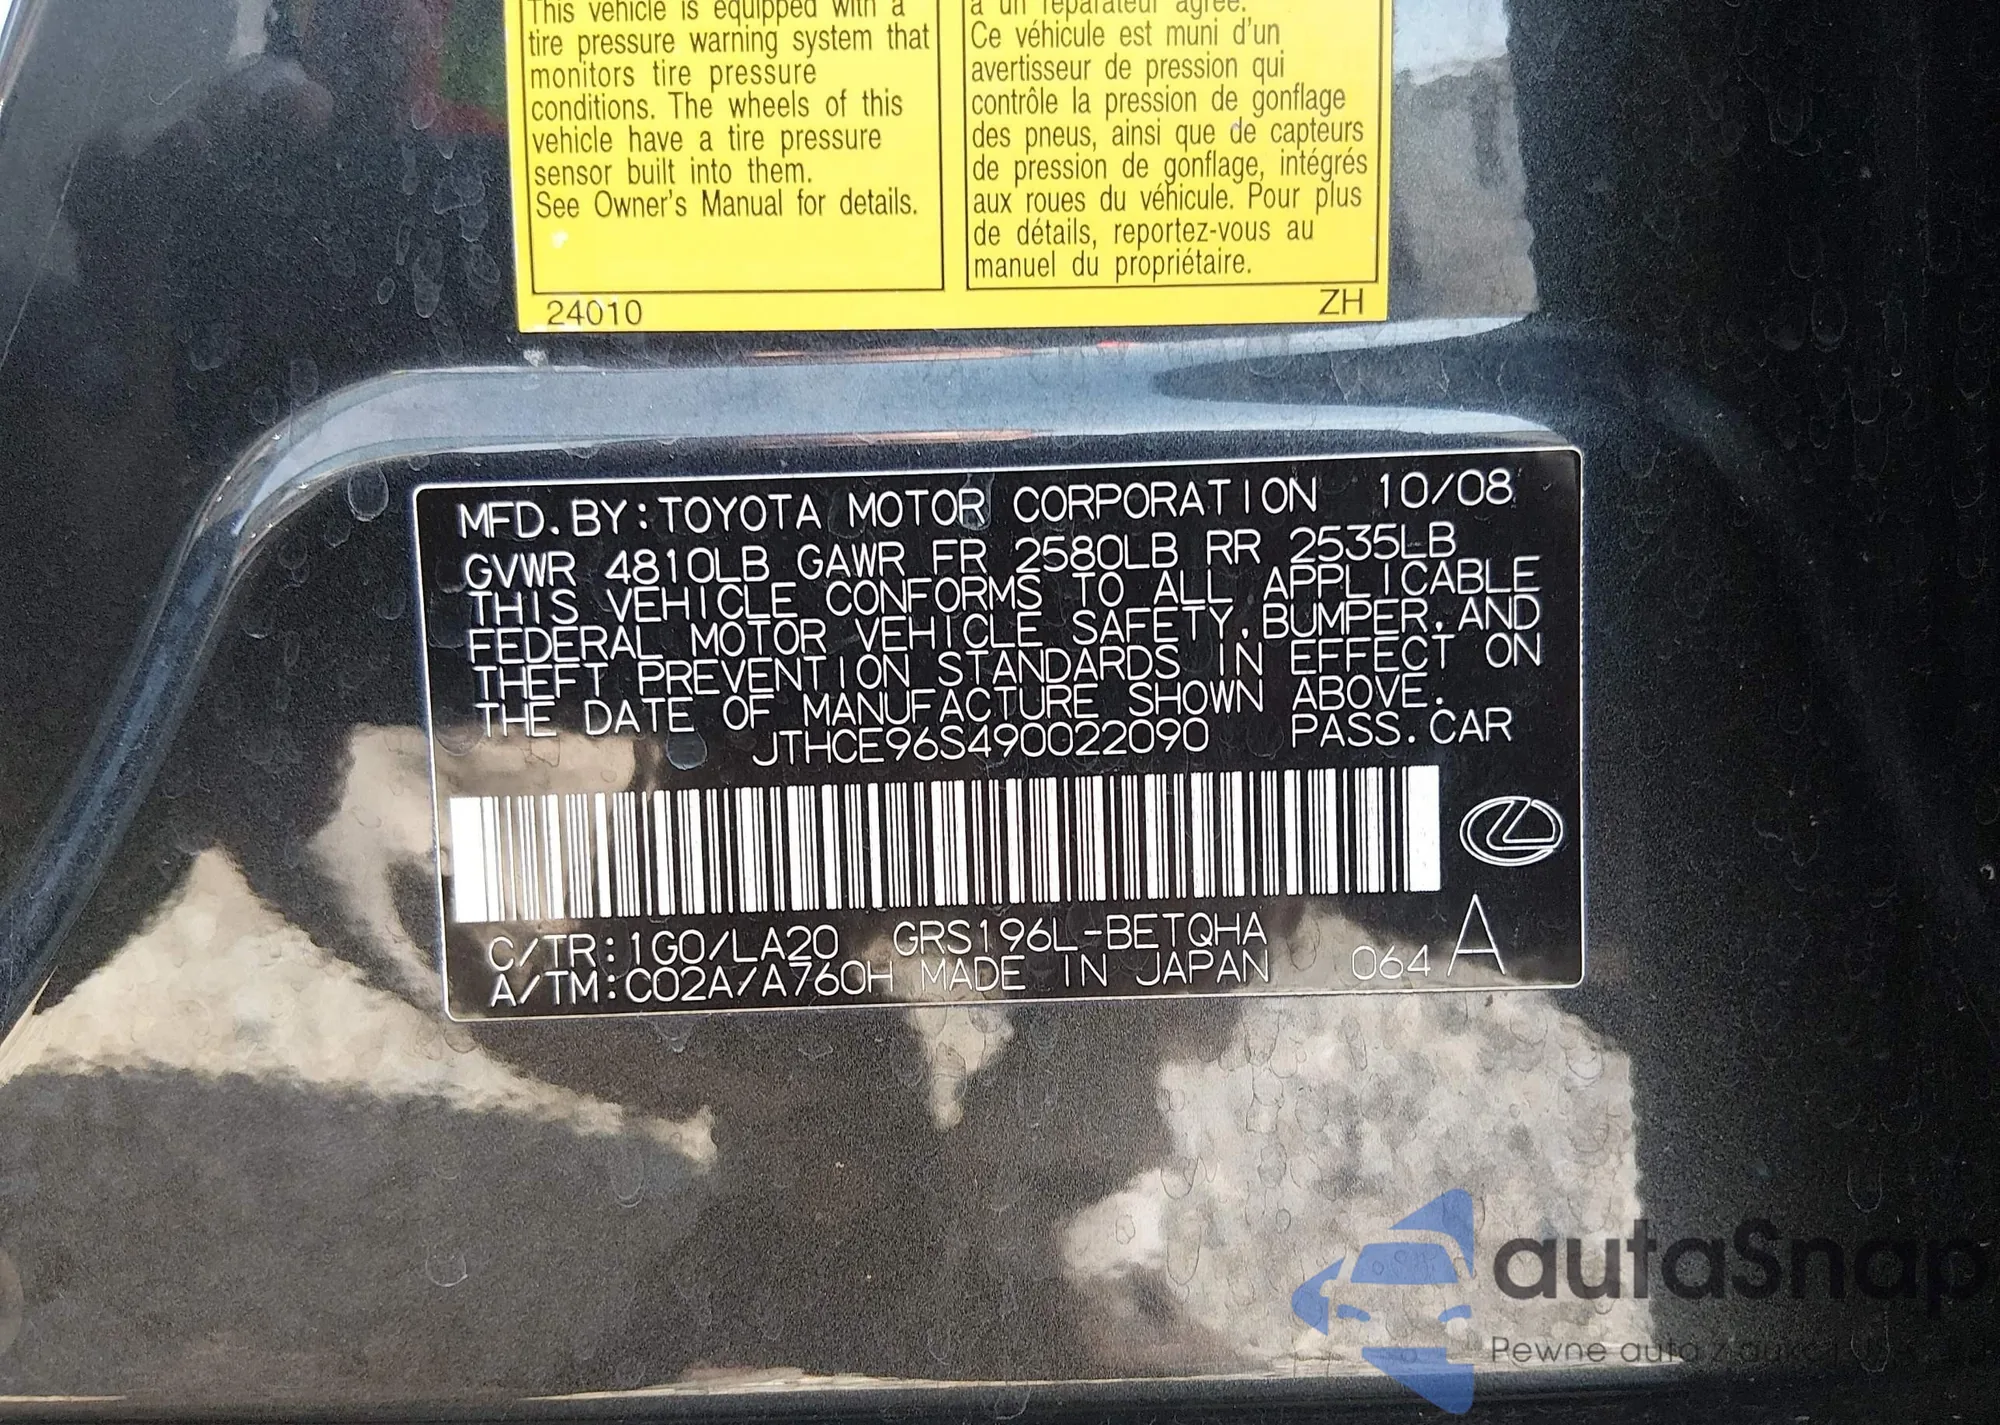 This vehicle is equipped with a
tire pressure warning system that
monitors tire pressure
conditions. The wheels of this
vehicle have a tire pressure
sensor built into them.
See Owner's Manual for details.
24010
à un réparateur agréé.
Ce véhicule est muni d'un
avertisseur de pression qui
contrôle la pression de gonflage
des pneus, ainsi que de capteurs
de pression de gonflage, intégrés
aux roues du véhicule. Pour plus
de détails, reportez-vous au
manuel du propriétaire.
ZH
MFD. BY: TOYOTA MOTOR CORPORATION 10/08
GVWR 4810LB GAWR FR 2580LB RR 2535LB
THIS VEHICLE CONFORMS TO ALL APPLICABLE
FEDERAL MOTOR VEHICLE SAFETY, BUMPER, AND
THEFT PREVENTION STANDARDS IN EFFECT ON
THE DATE OF MANUFACTURE SHOWN ABOVE.
JTHCE96S490022090 PASS. CAR
C/TR: 1G0/LA20 GRS196L-BETQHA
A/TM: C02A/A760H MADE IN JAPAN 064 A
autaSnap
Pewne auta z